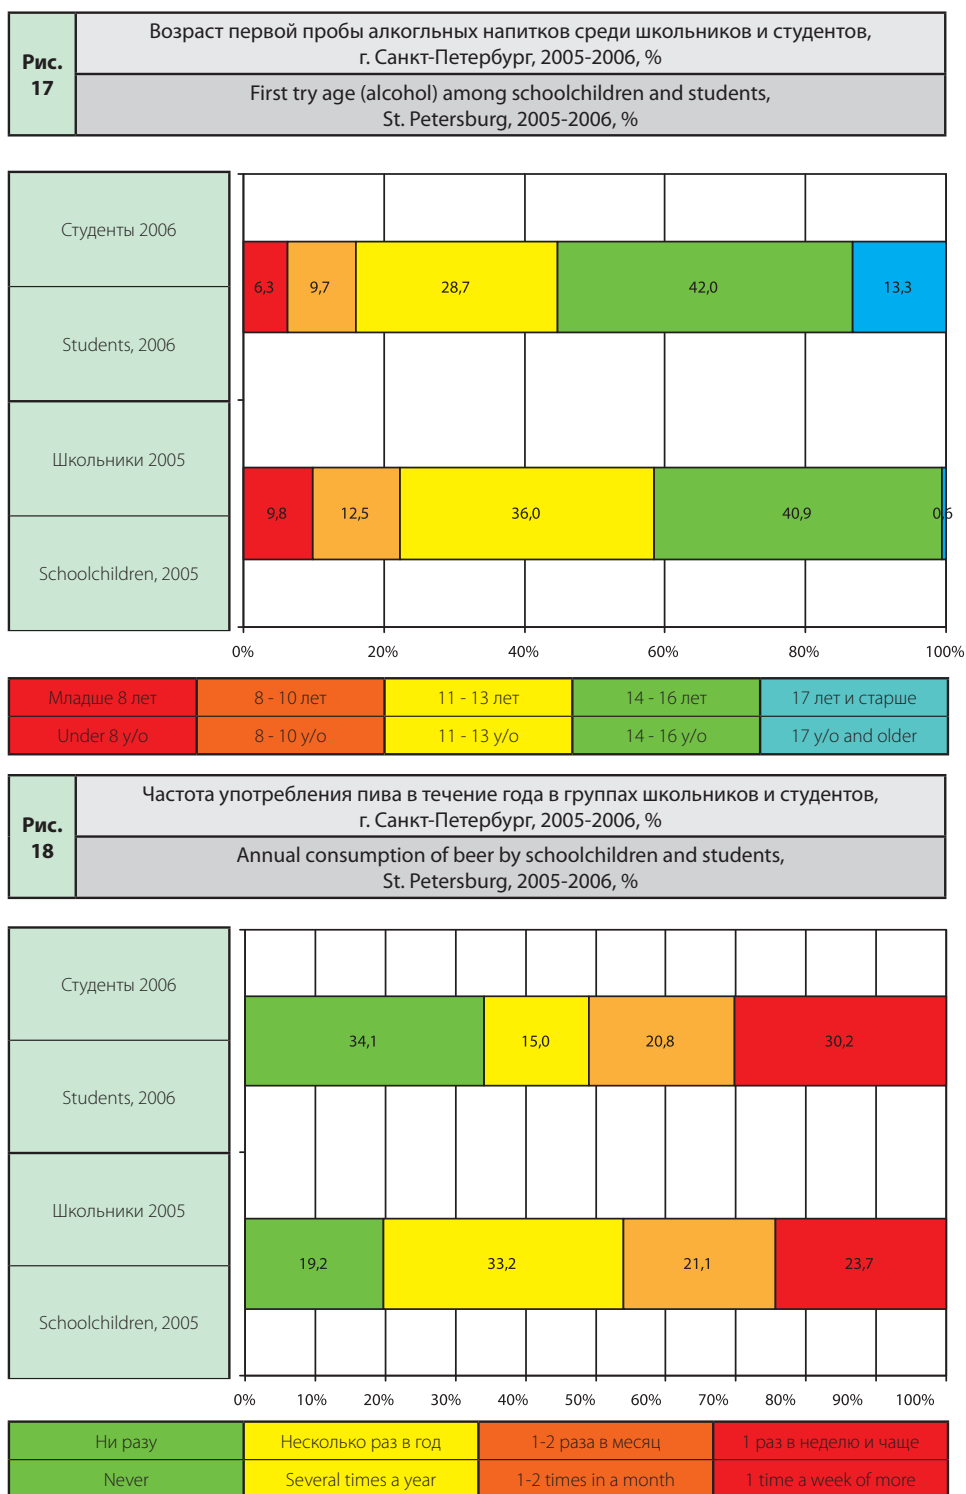 Рис.
17
Возраст первой пробы алкогльных напитков среди школьников и студентов,
г. Санкт-Петербург, 2005-2006, %
First try age (alcohol) among schoolchildren and students,
St. Petersburg, 2005-2006, %
Студенты 2006
Students, 2006
6,3 9,7 28,7 42,0 13,3
Школьники 2005
Schoolchildren, 2005
9,8 12,5 36,0 40,9 0,6
0% 20% 40% 60% 80% 100%
Младше 8 лет 8 - 10 лет 11 - 13 лет 14 - 16 лет 17 лет и старше
Under 8 y/o 8 - 10 y/o 11 - 13 y/o 14 - 16 y/o 17 y/o and older
Рис.
18
Частота употребления пива в течение года в группах школьников и студентов,
г. Санкт-Петербург, 2005-2006, %
Annual consumption of beer by schoolchildren and students,
St. Petersburg, 2005-2006, %
Студенты 2006
Students, 2006
34,1 15,0 20,8 30,2
Школьники 2005
Schoolchildren, 2005
19,2 33,2 21,1 23,7
0% 10% 20% 30% 40% 50% 60% 70% 80% 90% 100%
Ни разу Несколько раз в год 1-2 раза в месяц 1 раз в неделю и чаще
Never Several times a year 1-2 times in a month 1 time a week of more